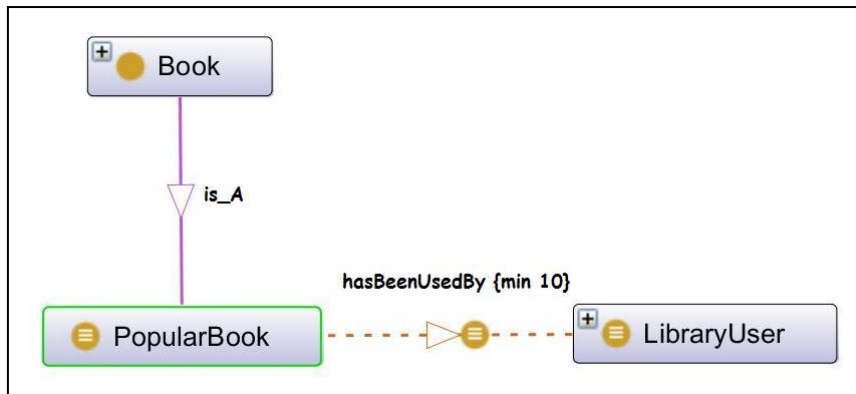 Book
is_A
hasBeenUsedBy {min 10}
PopularBook
LibraryUser